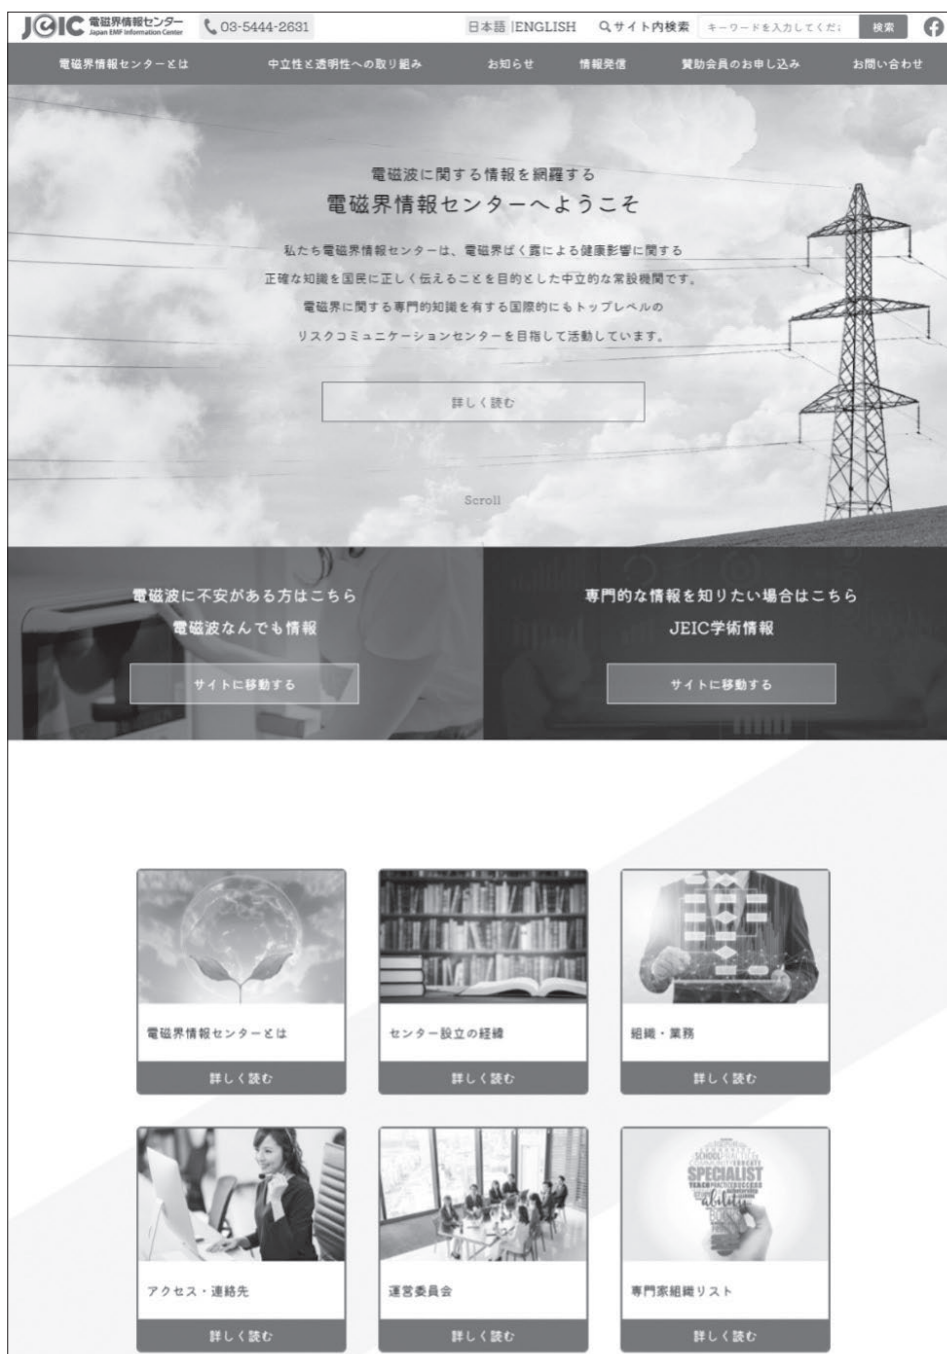 JEIC 電磁界情報センター
Japan EMF Information Center
03-5444-2631
日本語 |ENGLISH
サイト内検索
キーワードを入力してくだ
検索
電磁界情報センターとは
中立性と透明性への取り組み
お知らせ
情報発信
賛助会員のお申し込み
お問い合わせ
電磁波に関する情報を網羅する
電磁界情報センターへようこそ
私たち電磁界情報センターは、電磁界ばく露による健康影響に関する
正確な知識を国民に正しく伝えることを目的とした中立的な常設機関です。
電磁界に関する専門的知識を有する国際的にもトップレベルの
リスクコミュニケーションセンターを目指して活動しています。
詳しく読む
Scroll
電磁波に不安がある方はこちら
電磁波なんでも情報
サイトに移動する
専門的な情報を知りたい場合はこちら
JEIC学術情報
サイトに移動する
電磁界情報センターとは
詳しく読む
センター設立の経緯
詳しく読む
組織・業務
詳しく読む
アクセス・連絡先
詳しく読む
運営委員会
詳しく読む
SCHOOL PRACTICE
SPECIALIST
TEACH PRACTICE SUCCESS
ability
専門家組織リスト
詳しく読む